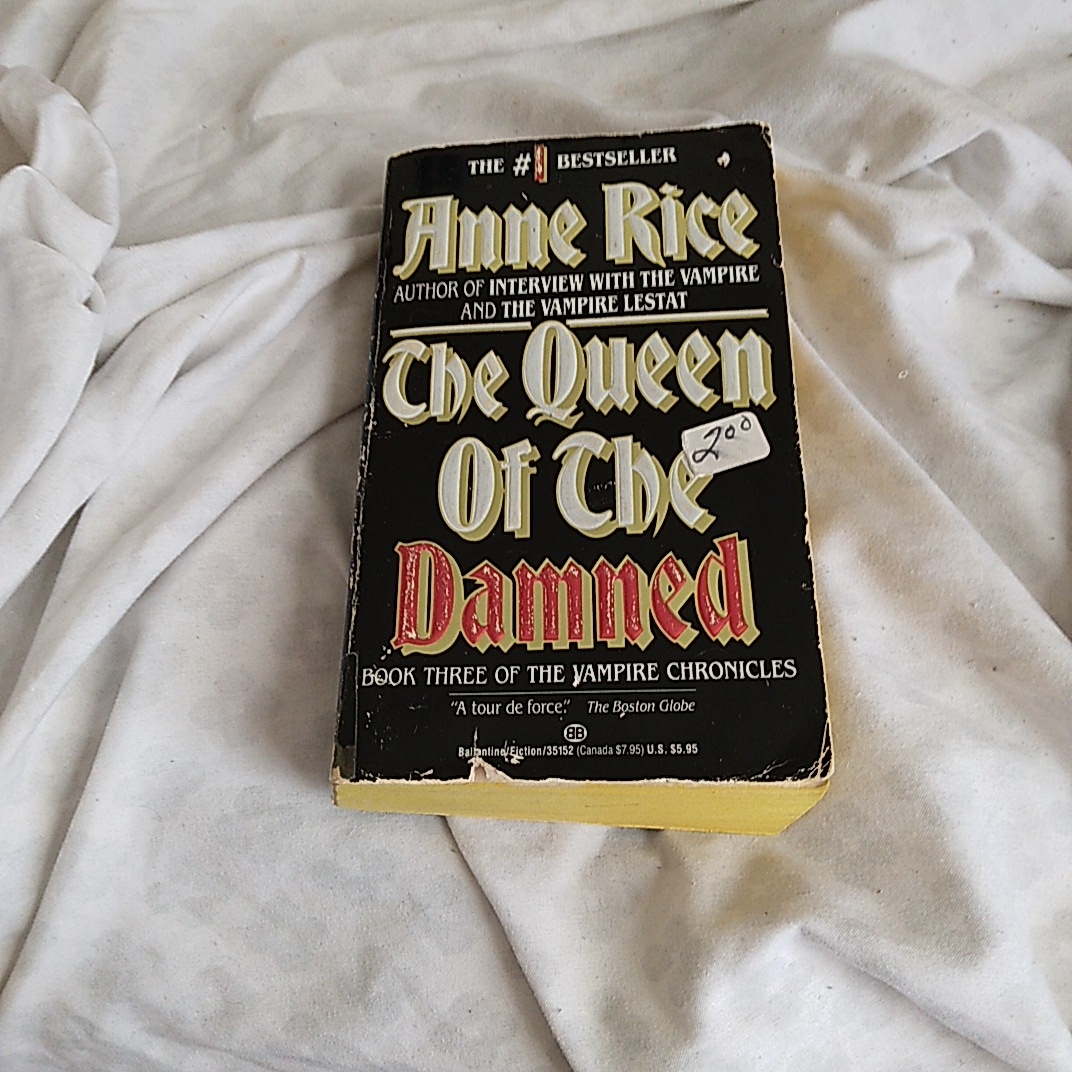 THE #1 BESTSELLER
Anne Rice
AUTHOR OF INTERVIEW WITH THE VAMPIRE
AND THE VAMPIRE LESTAT
The Queen
2⁰⁰
Of The
Damned
BOOK THREE OF THE VAMPIRE CHRONICLES
"A tour de force." The Boston Globe
BB
Ballantine/Fiction/35152 (Canada $7.95) U.S. $5.95